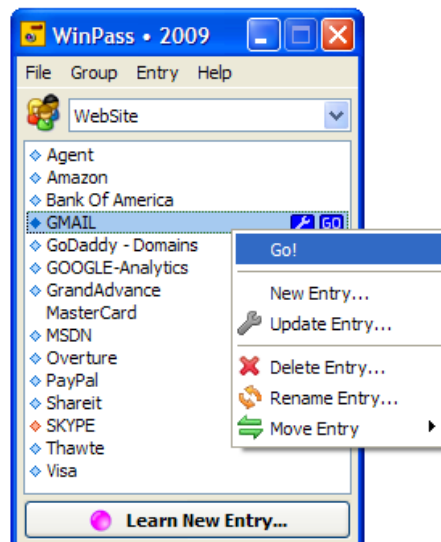 WinPass • 2009
File Group Entry Help
WebSite
Agent
Amazon
Bank Of America
GMAIL GO
GoDaddy - Domains
GOOGLE-Analytics
GrandAdvance
MasterCard
MSDN
Overture
PayPal
Shareit
SKYPE
Thawte
Visa
Go!
New Entry...
Update Entry...
Delete Entry...
Rename Entry...
Move Entry
Learn New Entry...